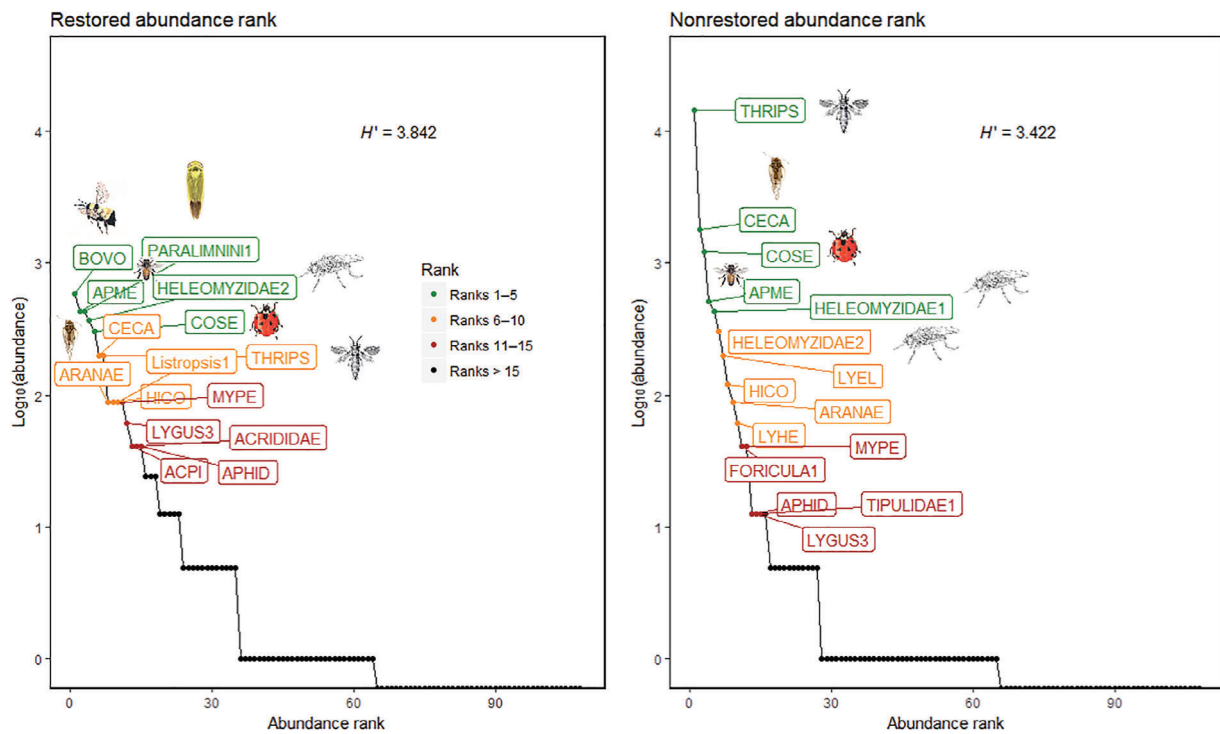 Restored abundance rank
Log₁₀(abundance)
4
3
2
1
0
H' = 3.842
BOVO
PARALIMNINI1
APME
HELEOMYZIDAE2
CECA
COSE
ARANAE
Listropsis1
THRIPS
HICO
MYPE
LYGUS3
ACRIDIDAE
ACPI
APHID
Rank
Ranks 1–5
Ranks 6–10
Ranks 11–15
Ranks > 15
0
30
60
90
Abundance rank
Nonrestored abundance rank
Log₁₀(abundance)
4
3
2
1
0
H' = 3.422
THRIPS
CECA
COSE
APME
HELEOMYZIDAE1
HELEOMYZIDAE2
LYEL
HICO
ARANAE
LYHE
MYPE
FORICULA1
APHID
TIPULIDAE1
LYGUS3
0
30
60
90
Abundance rank